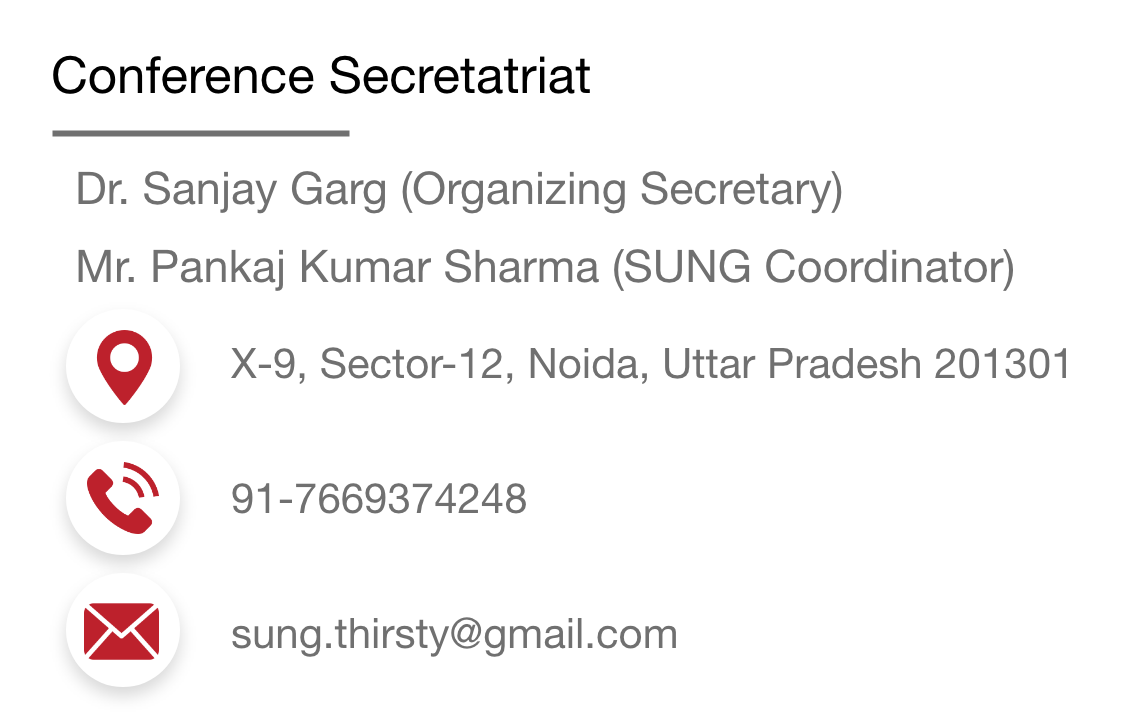 Conference Secretatriat
Dr. Sanjay Garg (Organizing Secretary)
Mr. Pankaj Kumar Sharma (SUNG Coordinator)
X-9, Sector-12, Noida, Uttar Pradesh 201301
91-7669374248
sung.thirsty@gmail.com